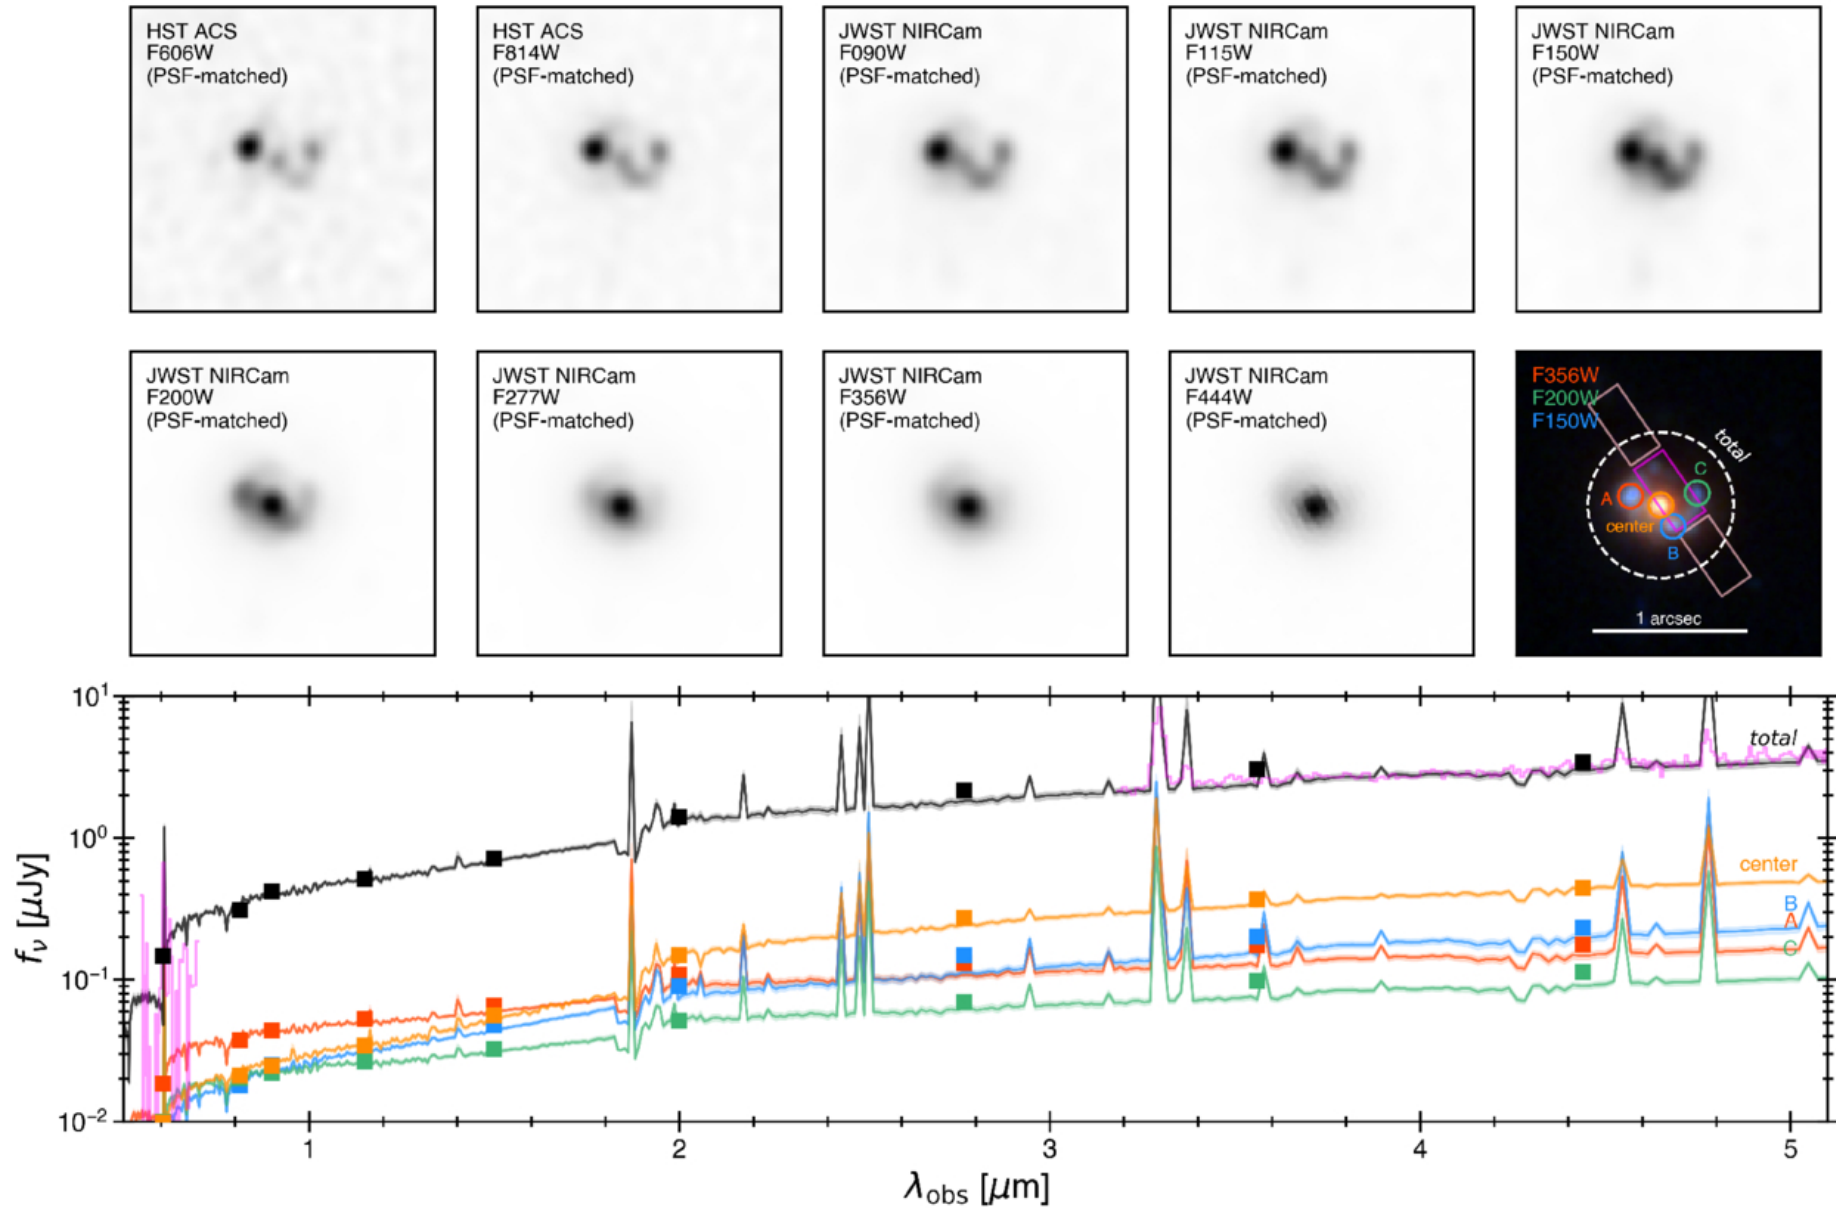 HST ACS
F606W
(PSF-matched)
HST ACS
F814W
(PSF-matched)
JWST NIRCam
F090W
(PSF-matched)
JWST NIRCam
F115W
(PSF-matched)
JWST NIRCam
F150W
(PSF-matched)
JWST NIRCam
F200W
(PSF-matched)
JWST NIRCam
F277W
(PSF-matched)
JWST NIRCam
F356W
(PSF-matched)
JWST NIRCam
F444W
(PSF-matched)
F356W
F200W
F150W
total
C
A
center
B
1 arcsec
10¹
10⁰
10⁻¹
10⁻²
fν [μJy]
total
center
B
A
C
1
2
3
4
5
λobs [μm]